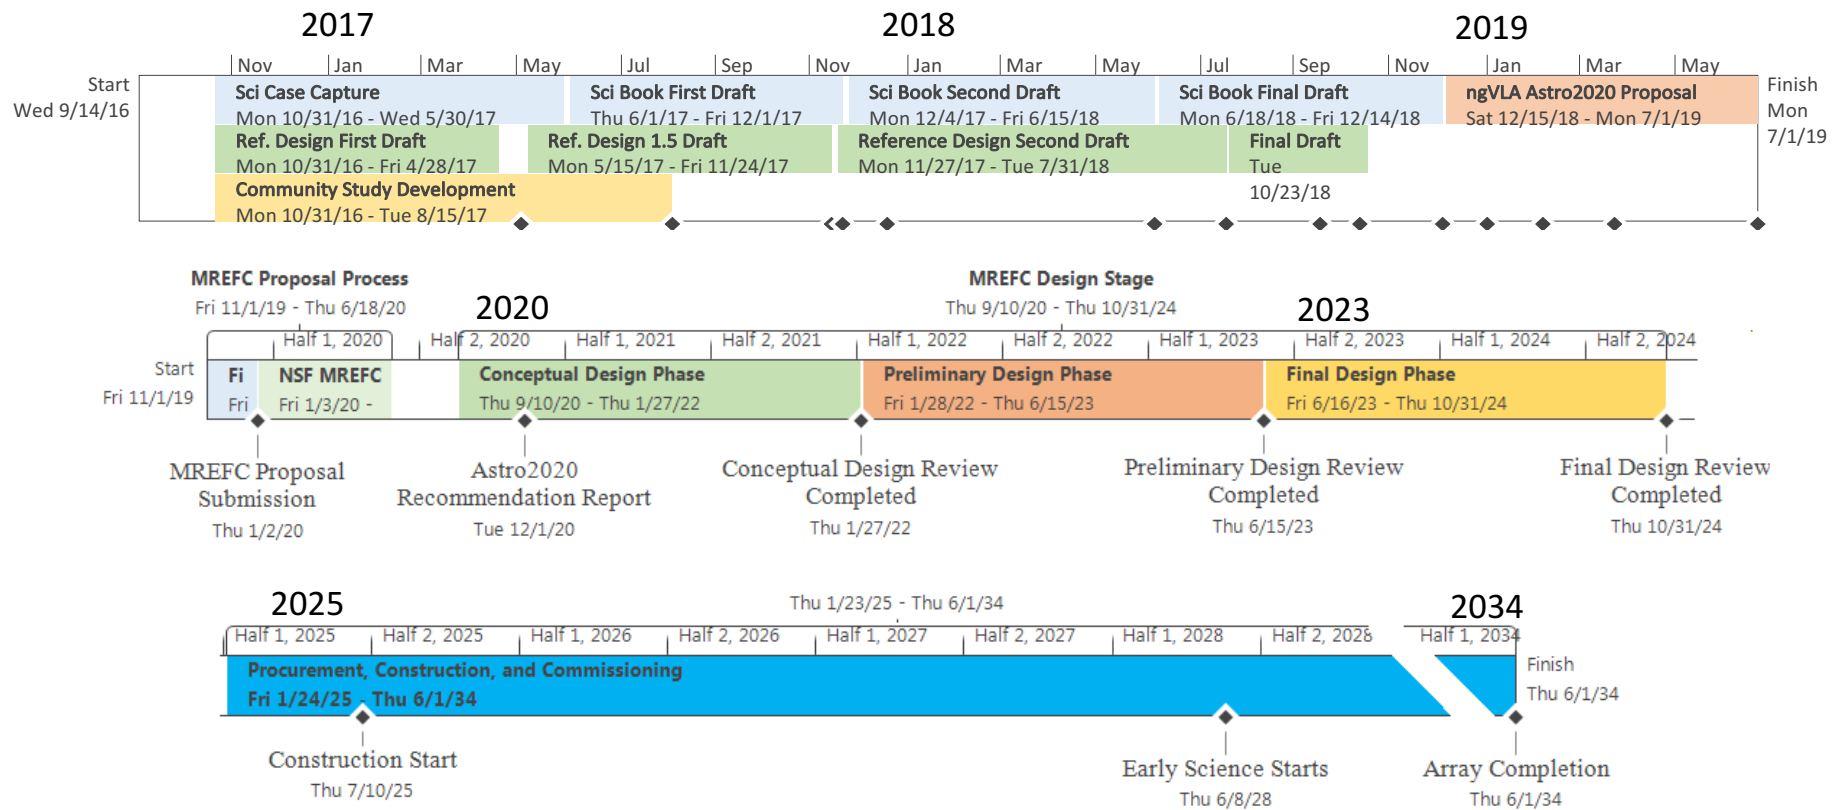 2017 2018 2019
Nov Jan Mar May Jul Sep Nov Jan Mar May Jul Sep Nov Jan Mar May
Start
Wed 9/14/16
Finish
Mon
7/1/19
Sci Case Capture
Mon 10/31/16 - Wed 5/30/17
Sci Book First Draft
Thu 6/1/17 - Fri 12/1/17
Sci Book Second Draft
Mon 12/4/17 - Fri 6/15/18
Sci Book Final Draft
Mon 6/18/18 - Fri 12/14/18
ngVLA Astro2020 Proposal
Sat 12/15/18 - Mon 7/1/19
Ref. Design First Draft
Mon 10/31/16 - Fri 4/28/17
Ref. Design 1.5 Draft
Mon 5/15/17 - Fri 11/24/17
Reference Design Second Draft
Mon 11/27/17 - Tue 7/31/18
Final Draft
Tue
10/23/18
Community Study Development
Mon 10/31/16 - Tue 8/15/17
MREFC Proposal Process
Fri 11/1/19 - Thu 6/18/20
MREFC Design Stage
Thu 9/10/20 - Thu 10/31/24
2020 2023
Half 1, 2020 Half 2, 2020 Half 1, 2021 Half 2, 2021 Half 1, 2022 Half 2, 2022 Half 1, 2023 Half 2, 2023 Half 1, 2024 Half 2, 2024
Start
Fri 11/1/19
Fi
Fri
NSF MREFC
Fri 1/3/20 -
Conceptual Design Phase
Thu 9/10/20 - Thu 1/27/22
Preliminary Design Phase
Fri 1/28/22 - Thu 6/15/23
Final Design Phase
Fri 6/16/23 - Thu 10/31/24
MREFC Proposal
Submission
Thu 1/2/20
Astro2020
Recommendation Report
Tue 12/1/20
Conceptual Design Review
Completed
Thu 1/27/22
Preliminary Design Review
Completed
Thu 6/15/23
Final Design Review
Completed
Thu 10/31/24
2025 2034
Thu 1/23/25 - Thu 6/1/34
Half 1, 2025 Half 2, 2025 Half 1, 2026 Half 2, 2026 Half 1, 2027 Half 2, 2027 Half 1, 2028 Half 2, 2028 Half 1, 2034
Procurement, Construction, and Commissioning
Fri 1/24/25 - Thu 6/1/34
Finish
Thu 6/1/34
Construction Start
Thu 7/10/25
Early Science Starts
Thu 6/8/28
Array Completion
Thu 6/1/34